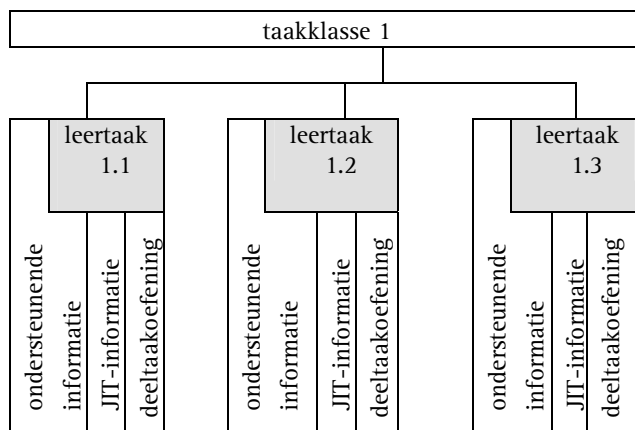 taakklasse 1
leertaak
1.1
leertaak
1.2
leertaak
1.3
ondersteunende
informatie
JIT-informatie
deeltaakoefening
ondersteunende
informatie
JIT-informatie
deeltaakoefening
ondersteunende
informatie
JIT-informatie
deeltaakoefening